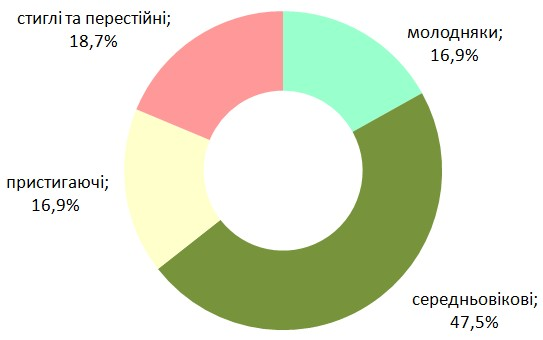 стиглі та перестійні;
18,7%
молодняки;
16,9%
пристигаючі;
16,9%
середньовікові;
47,5%